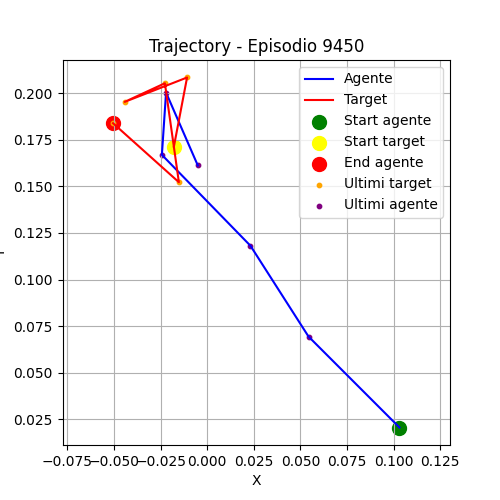 Trajectory - Episodio 9450
Agente
Target
Start agente
Start target
End agente
Ultimi target
Ultimi agente
0.200
0.175
0.150
0.125
0.100
0.075
0.050
0.025
−0.075 −0.050 −0.025 0.000 0.025 0.050 0.075 0.100 0.125
X